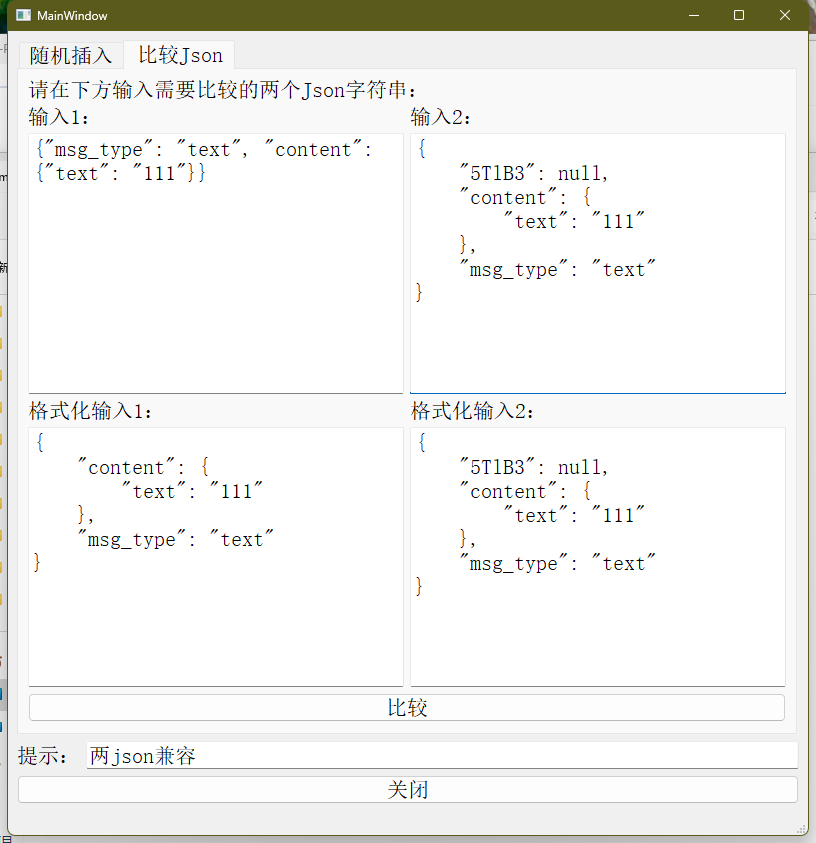 MainWindow
随机插入
比较Json
请在下方输入需要比较的两个Json字符串:
输入1:
输入2:
{"msg_type": "text", "content":
{"text": "111"}}
{
"5TlB3": null,
"content": {
"text": "111"
},
"msg_type": "text"
}
格式化输入1:
格式化输入2:
{
"content": {
"text": "111"
},
"msg_type": "text"
}
{
"5TlB3": null,
"content": {
"text": "111"
},
"msg_type": "text"
}
比较
提示:
两json兼容
关闭